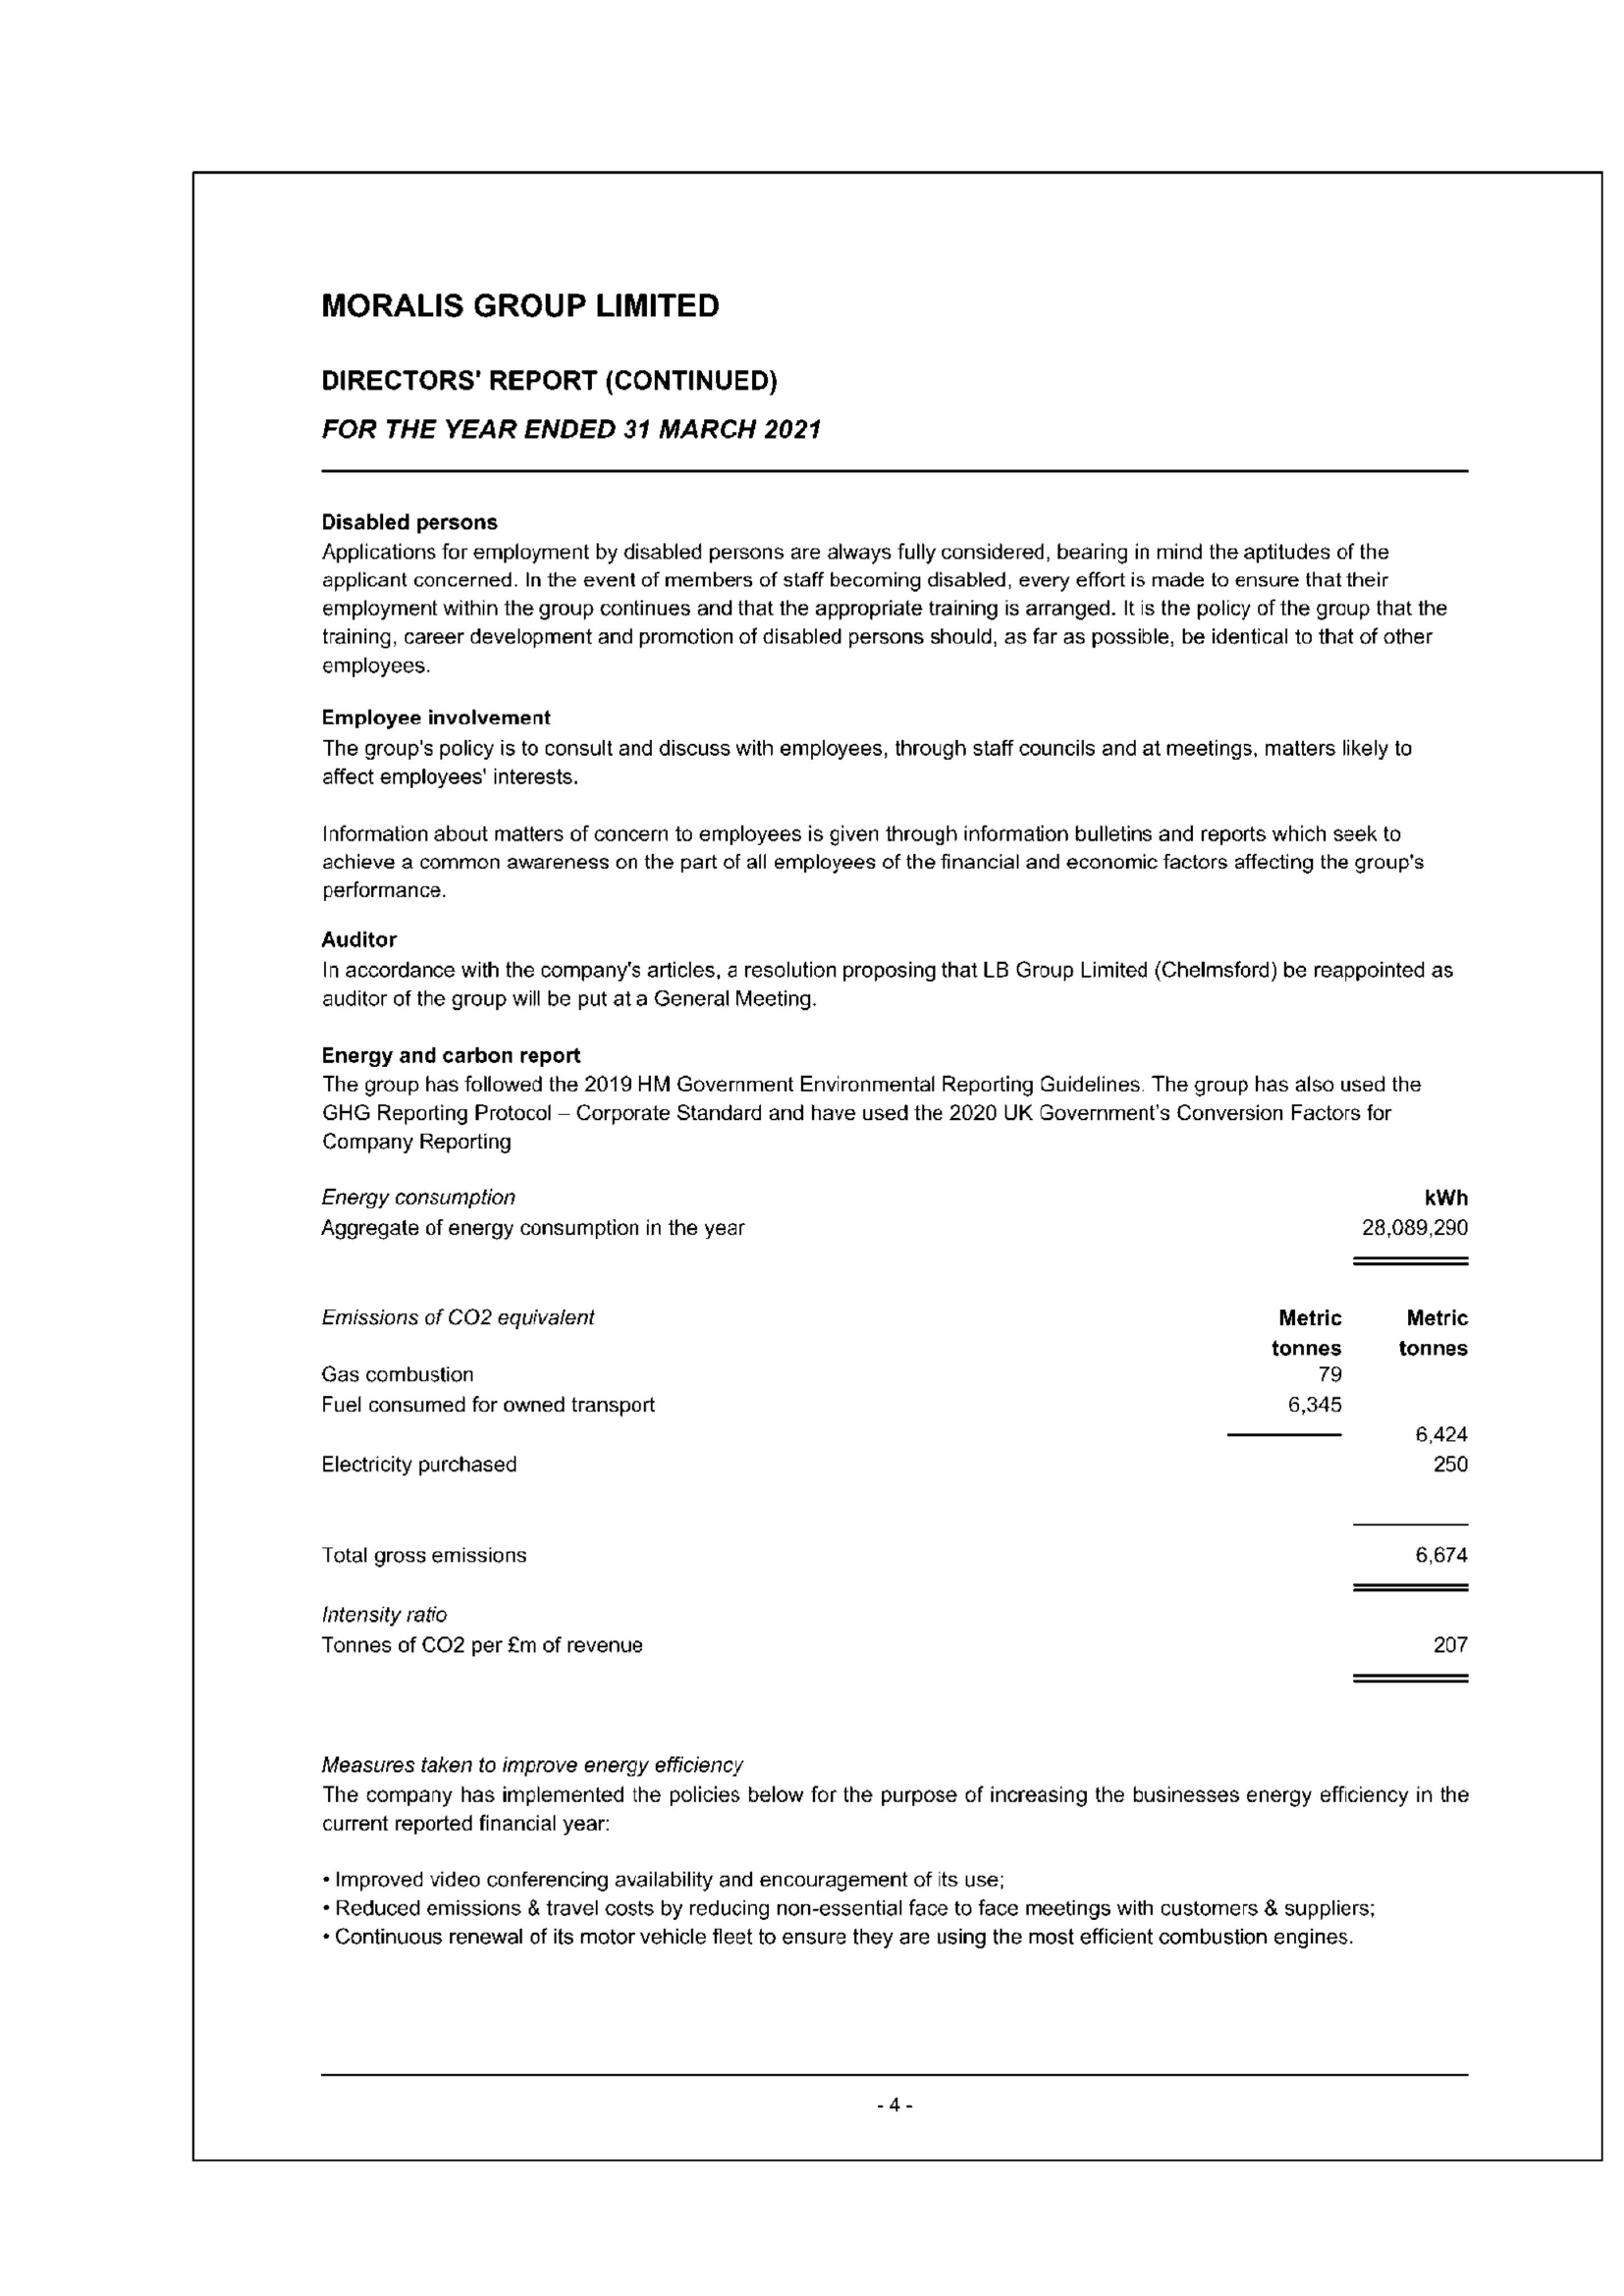 MORALIS GROUP LIMITED
DIRECTORS' REPORT (CONTINUED)
FOR THE YEAR ENDED 31 MARCH 2021
Disabled persons
Applications for employment by disabled persons are always fully considered, bearing in mind the aptitudes of the
applicant concerned. In the event of members of staff becoming disabled, every effort is made to ensure that their
employment within the group continues and that the appropriate training is arranged. It is the policy of the group that the
training, career development and promotion of disabled persons should, as far as possible, be identical to that of other
employees.
Employee involvement
The group's policy is to consult and discuss with employees, through staff councils and at meetings, matters likely to
affect employees' interests.
Information about matters of concern to employees is given through information bulletins and reports which seek to
achieve a common awareness on the part of all employees of the financial and economic factors affecting the group's
performance.
Auditor
In accordance with the company's articles, a resolution proposing that LB Group Limited (Chelmsford) be reappointed as
auditor of the group will be put at a General Meeting.
Energy and carbon report
The group has followed the 2019 HM Government Environmental Reporting Guidelines. The group has also used the
GHG Reporting Protocol – Corporate Standard and have used the 2020 UK Government's Conversion Factors for
Company Reporting
Energy consumption kWh
Aggregate of energy consumption in the year 28,089,290
Emissions of CO2 equivalent Metric Metric
tonnes tonnes
Gas combustion 79
Fuel consumed for owned transport 6,345
6,424
Electricity purchased 250
Total gross emissions 6,674
Intensity ratio
Tonnes of CO2 per £m of revenue 207
Measures taken to improve energy efficiency
The company has implemented the policies below for the purpose of increasing the businesses energy efficiency in the
current reported financial year:
• Improved video conferencing availability and encouragement of its use;
• Reduced emissions & travel costs by reducing non-essential face to face meetings with customers & suppliers;
• Continuous renewal of its motor vehicle fleet to ensure they are using the most efficient combustion engines.
- 4 -